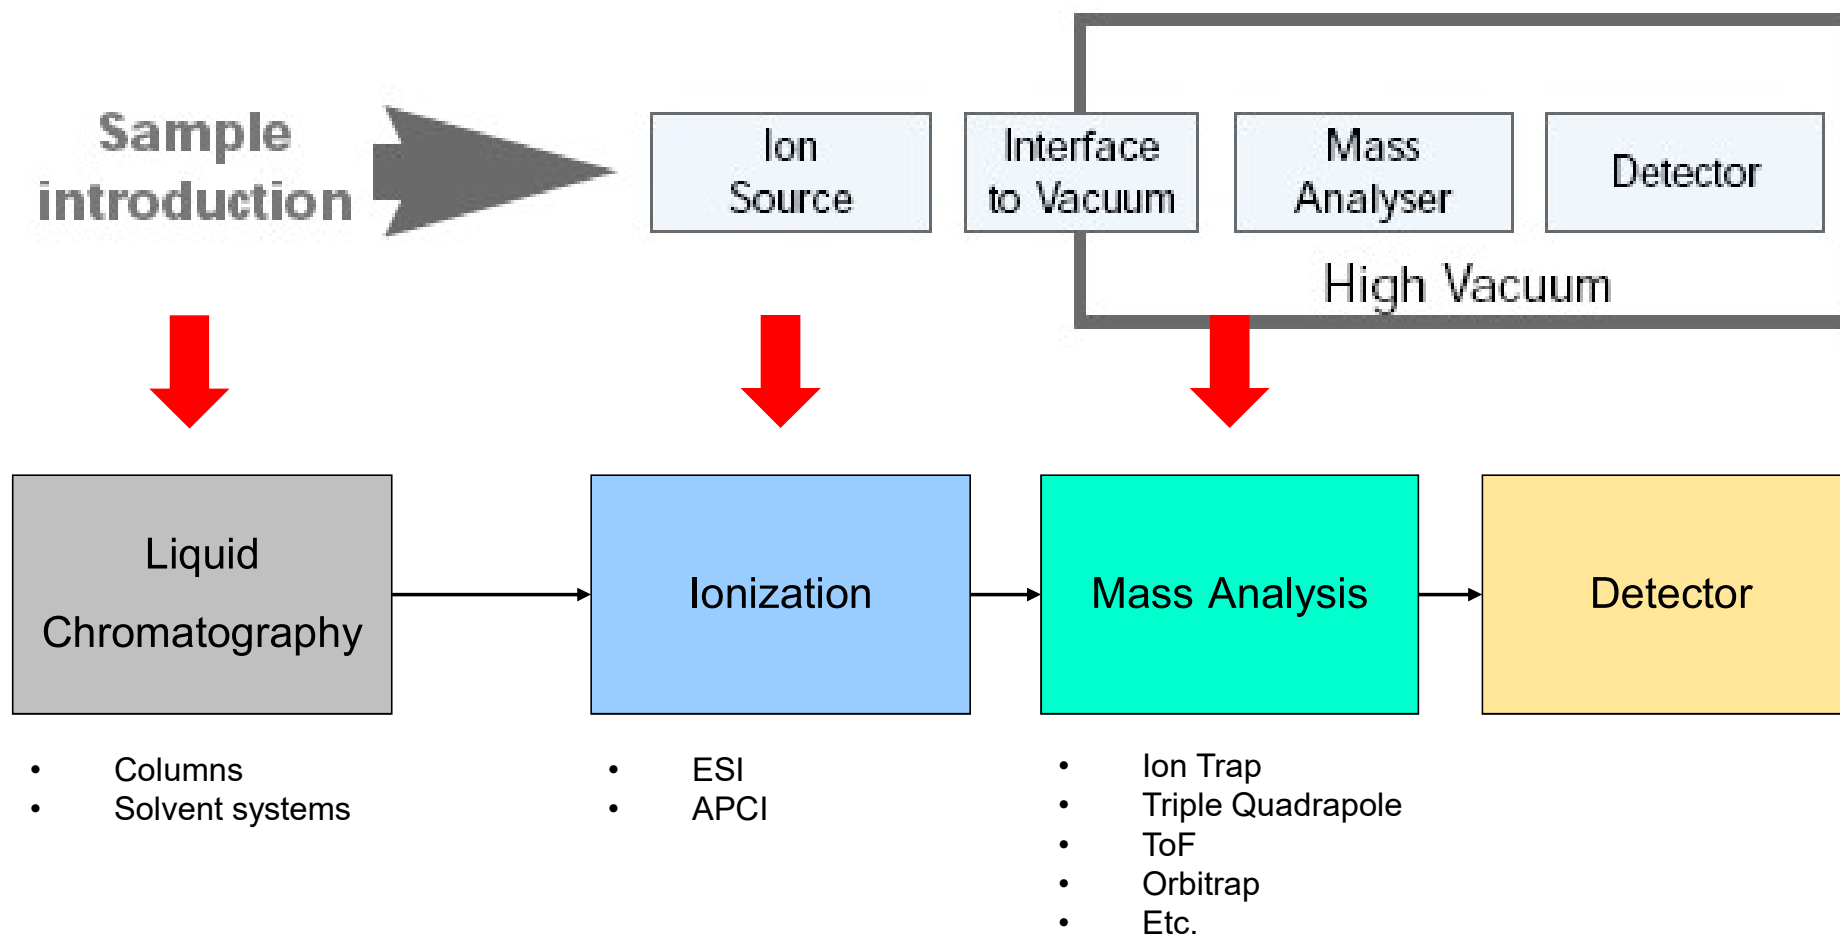 Sample
introduction
Ion
Source
Interface
to Vacuum
Mass
Analyser
Detector
High Vacuum
Liquid
Chromatography
Ionization
Mass Analysis
Detector
• Columns
• Solvent systems
• ESI
• APCI
• Ion Trap
• Triple Quadrapole
• ToF
• Orbitrap
• Etc.